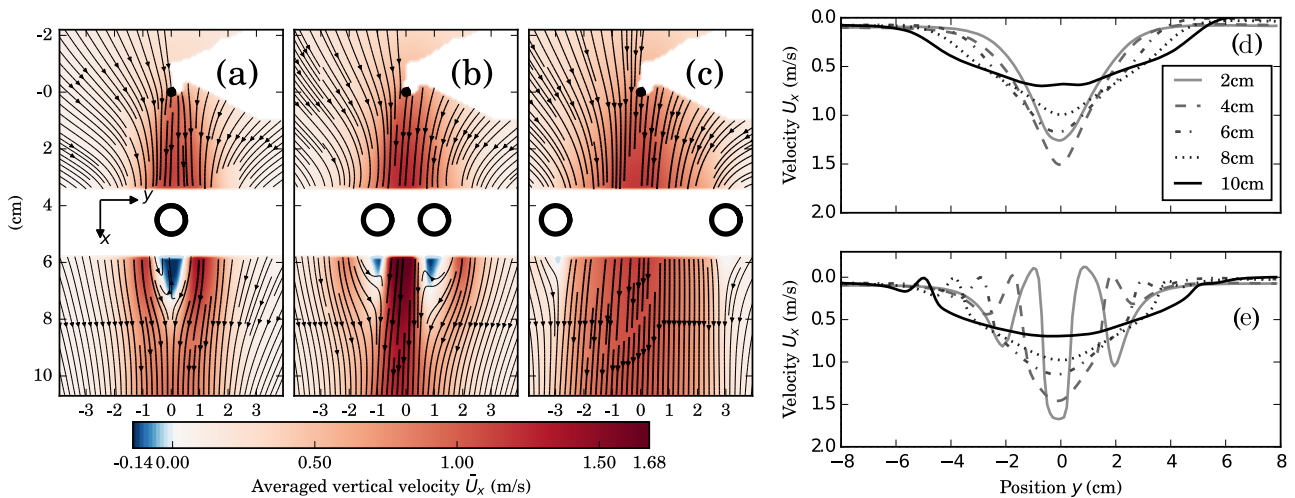 (a) (b) (c)
-2
-0
2
4
6
8
10
(cm)
y
x
-3 -2 -1 0 1 2 3
-3 -2 -1 0 1 2 3
-3 -2 -1 0 1 2 3
-0.14 0.00 0.50 1.00 1.50 1.68
Averaged vertical velocity Ūₓ (m/s)
(d)
0.0
0.5
1.0
1.5
2.0
Velocity Uₓ (m/s)
2cm
4cm
6cm
8cm
10cm
(e)
0.0
0.5
1.0
1.5
2.0
Velocity Uₓ (m/s)
-8 -6 -4 -2 0 2 4 6 8
Position y (cm)